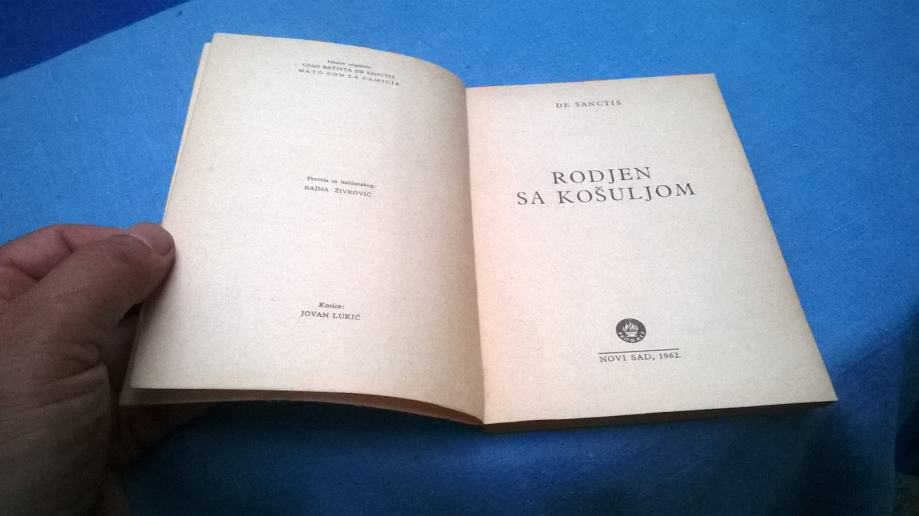 Naslov originala:
GJAN BATISTA DE SANCTIS
NATO CON LA CAMICIA
Prevela sa italijanskog:
RAJNA ŽIVKOVIĆ
Korice:
JOVAN LUKIĆ
DE SANCTIS
RODJEN
SA KOŠULJOM
NOVI SAD, 1962.